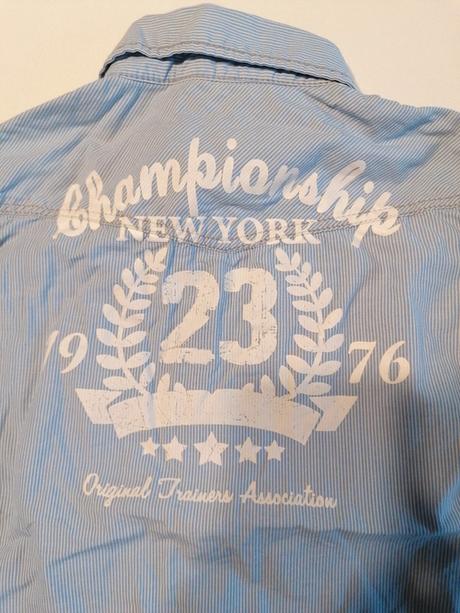 Championship
NEW YORK
23
19 76
Original Trainers Association